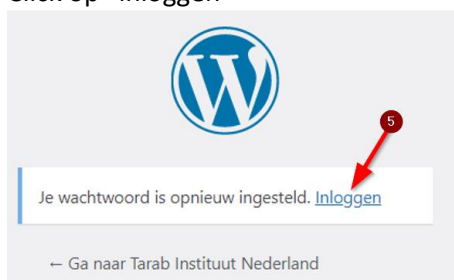 5
Je wachtwoord is opnieuw ingesteld. Inloggen
← Ga naar Tarab Instituut Nederland